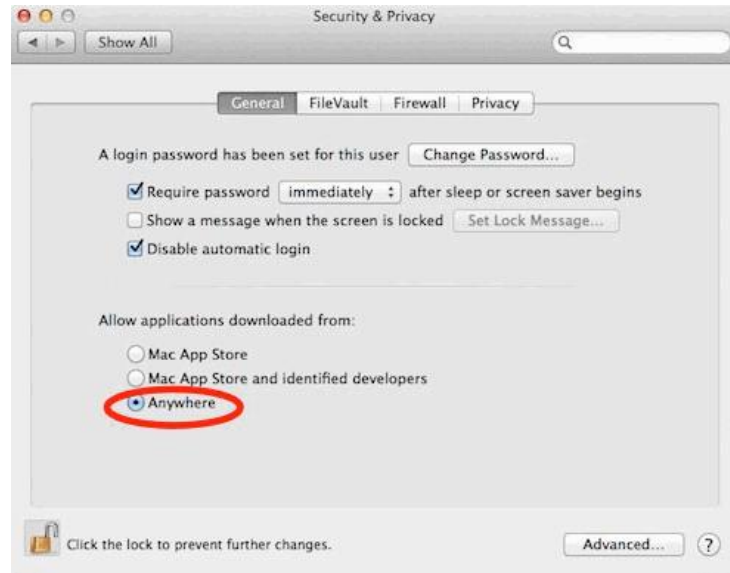 Security & Privacy
Show All
General FileVault Firewall Privacy
A login password has been set for this user Change Password...
Require password immediately after sleep or screen saver begins
Show a message when the screen is locked Set Lock Message...
Disable automatic login
Allow applications downloaded from:
Mac App Store
Mac App Store and identified developers
Anywhere
Click the lock to prevent further changes. Advanced... ?